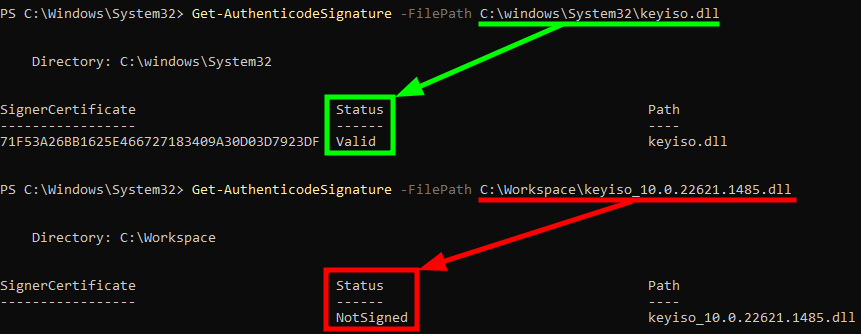 PS C:\Windows\System32> Get-AuthenticodeSignature -FilePath C:\windows\System32\keyiso.dll
Directory: C:\windows\System32
SignerCertificate Status Path
----------------- ------ ----
71F53A26BB1625E466727183409A30D03D7923DF Valid keyiso.dll
PS C:\Windows\System32> Get-AuthenticodeSignature -FilePath C:\Workspace\keyiso_10.0.22621.1485.dll
Directory: C:\Workspace
SignerCertificate Status Path
----------------- ------ ----
NotSigned keyiso_10.0.22621.1485.dll